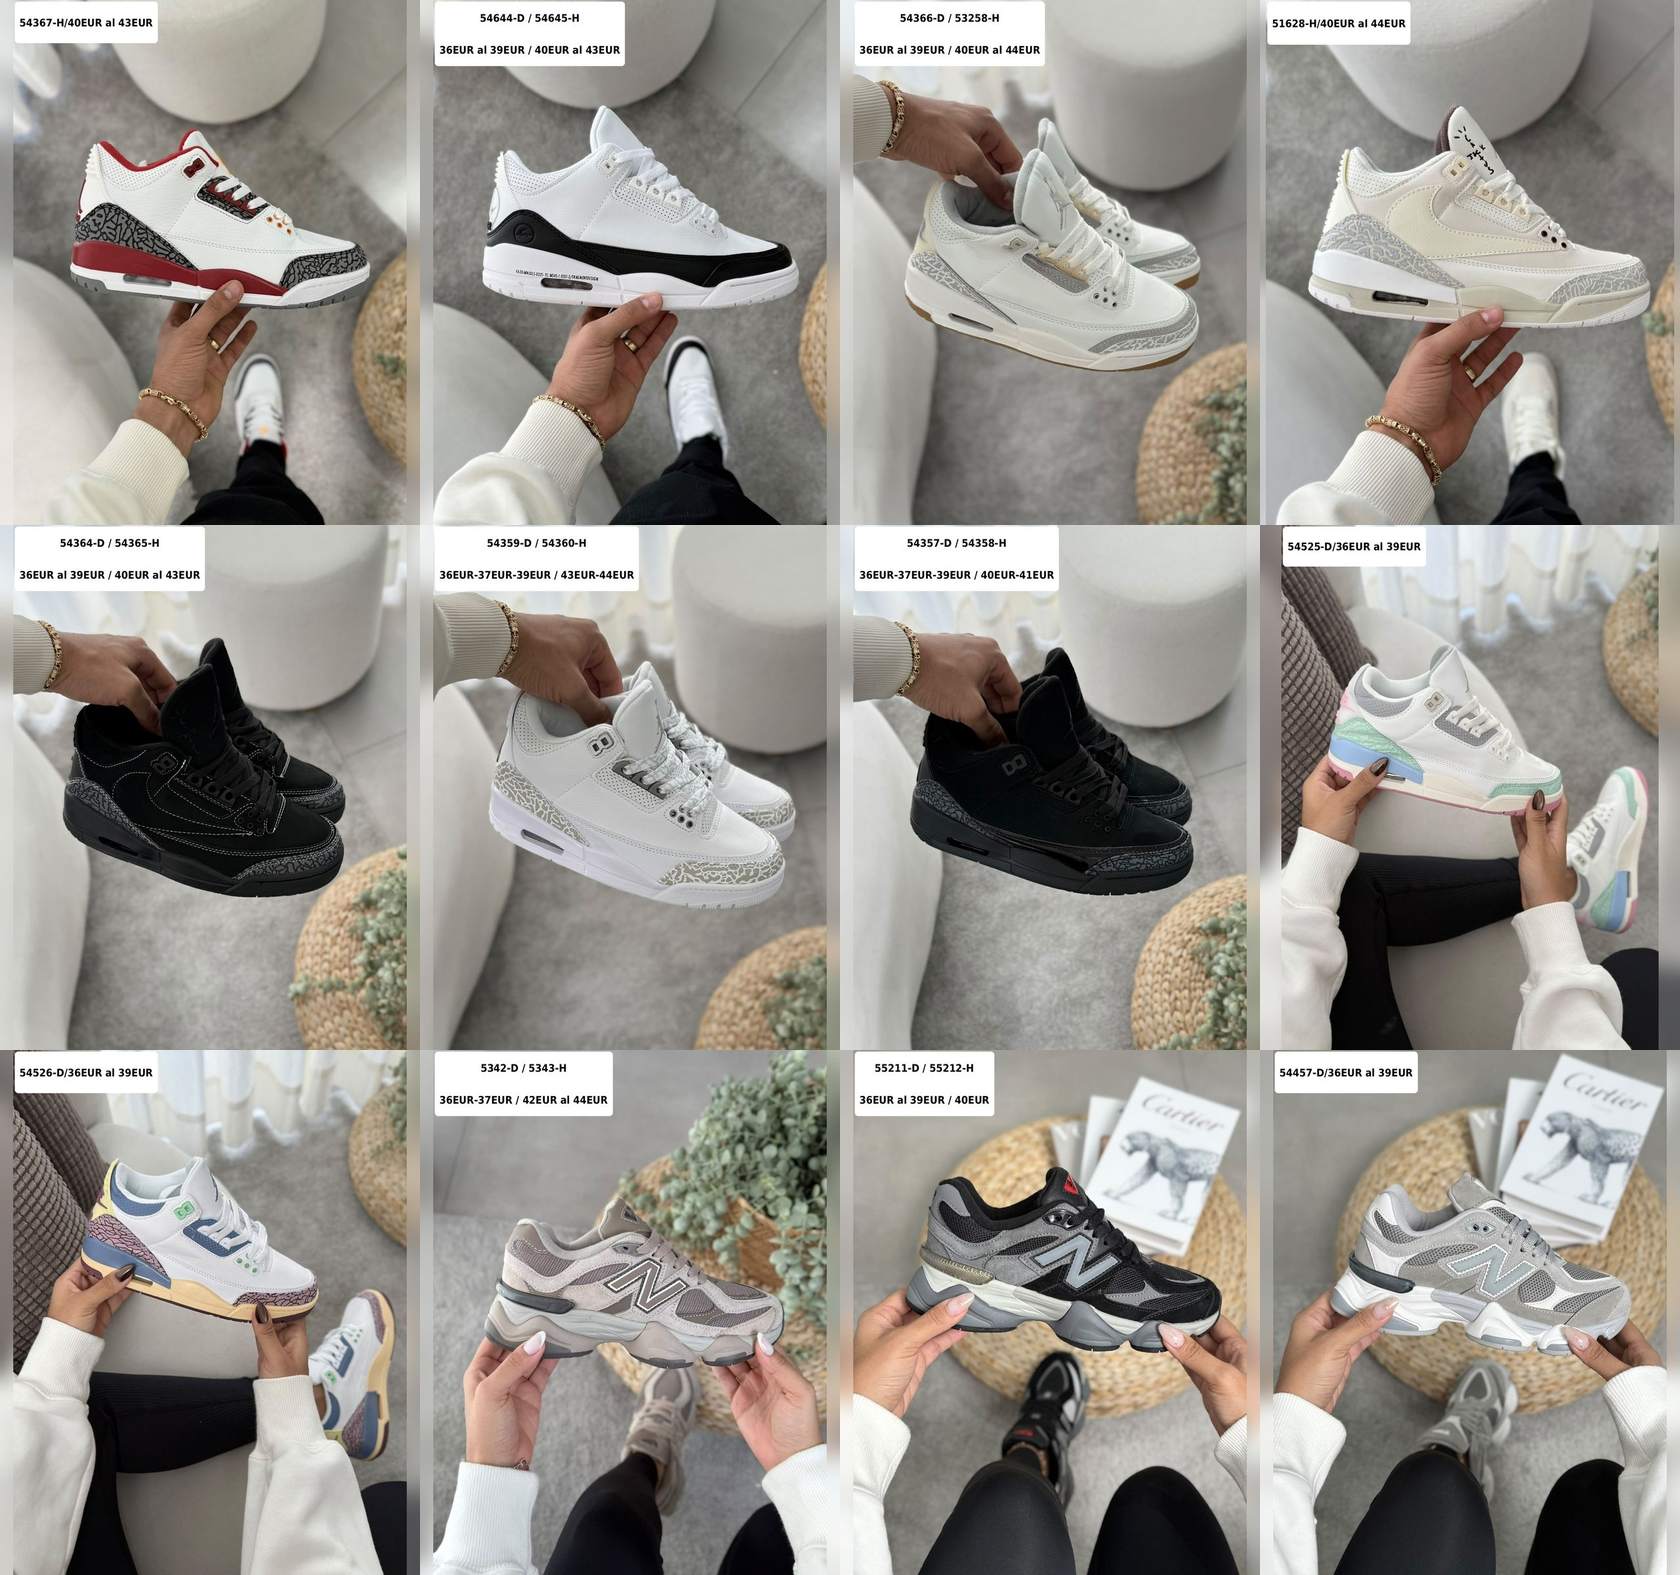 54367-H/40EUR al 43EUR
54644-D / 54645-H
36EUR al 39EUR / 40EUR al 43EUR
54366-D / 53258-H
36EUR al 39EUR / 40EUR al 44EUR
51628-H/40EUR al 44EUR
54364-D / 54365-H
36EUR al 39EUR / 40EUR al 43EUR
54359-D / 54360-H
36EUR-37EUR-39EUR / 43EUR-44EUR
54357-D / 54358-H
36EUR-37EUR-39EUR / 40EUR-41EUR
54525-D/36EUR al 39EUR
54526-D/36EUR al 39EUR
5342-D / 5343-H
36EUR-37EUR / 42EUR al 44EUR
55211-D / 55212-H
36EUR al 39EUR / 40EUR
Cartier
54457-D/36EUR al 39EUR
Cartier